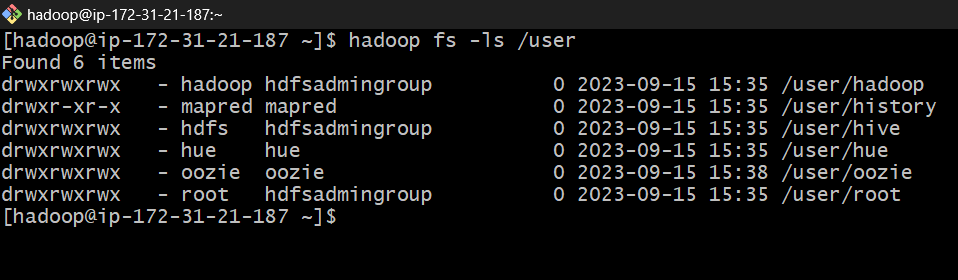 hadoop@ip-172-31-21-187:~
[hadoop@ip-172-31-21-187 ~]$ hadoop fs -ls /user
Found 6 items
drwxrwxrwx   - hadoop hdfsadmingroup          0 2023-09-15 15:35 /user/hadoop
drwxr-xr-x   - mapred mapred                  0 2023-09-15 15:35 /user/history
drwxrwxrwx   - hdfs   hdfsadmingroup          0 2023-09-15 15:35 /user/hive
drwxrwxrwx   - hue    hue                     0 2023-09-15 15:35 /user/hue
drwxrwxrwx   - oozie  oozie                   0 2023-09-15 15:38 /user/oozie
drwxrwxrwx   - root   hdfsadmingroup          0 2023-09-15 15:35 /user/root
[hadoop@ip-172-31-21-187 ~]$